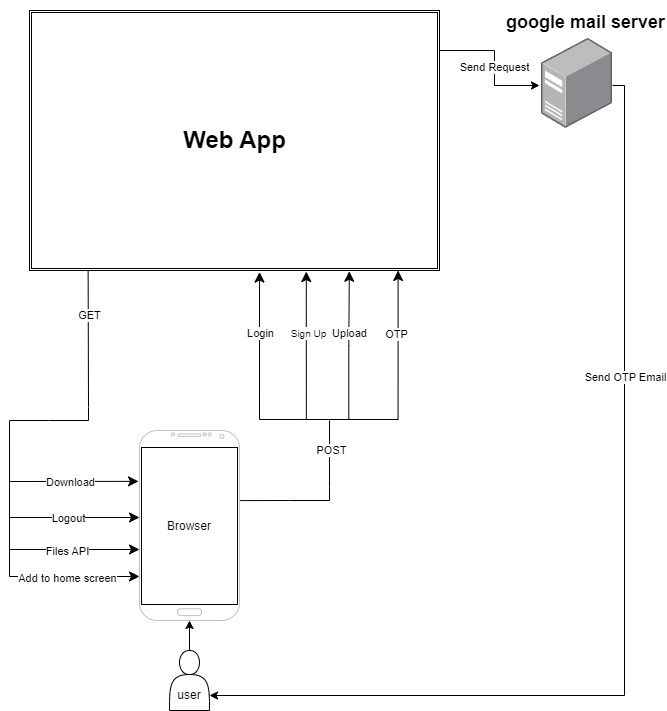 google mail server
Send Request
Web App
GET
Login
Sign Up
Upload
OTP
Send OTP Email
POST
Download
Logout
Browser
Files API
Add to home screen
user